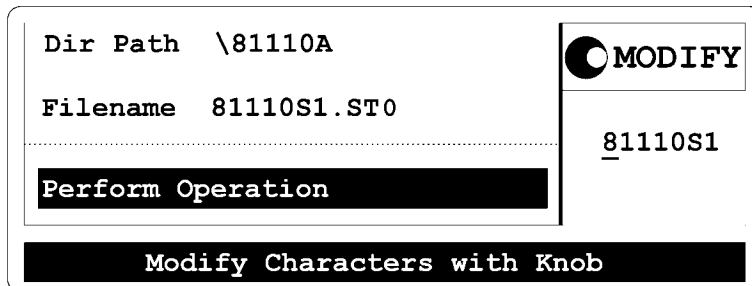 Dir Path \81110A
MODIFY
Filename 81110S1.ST0
81110S1
Perform Operation
Modify Characters with Knob